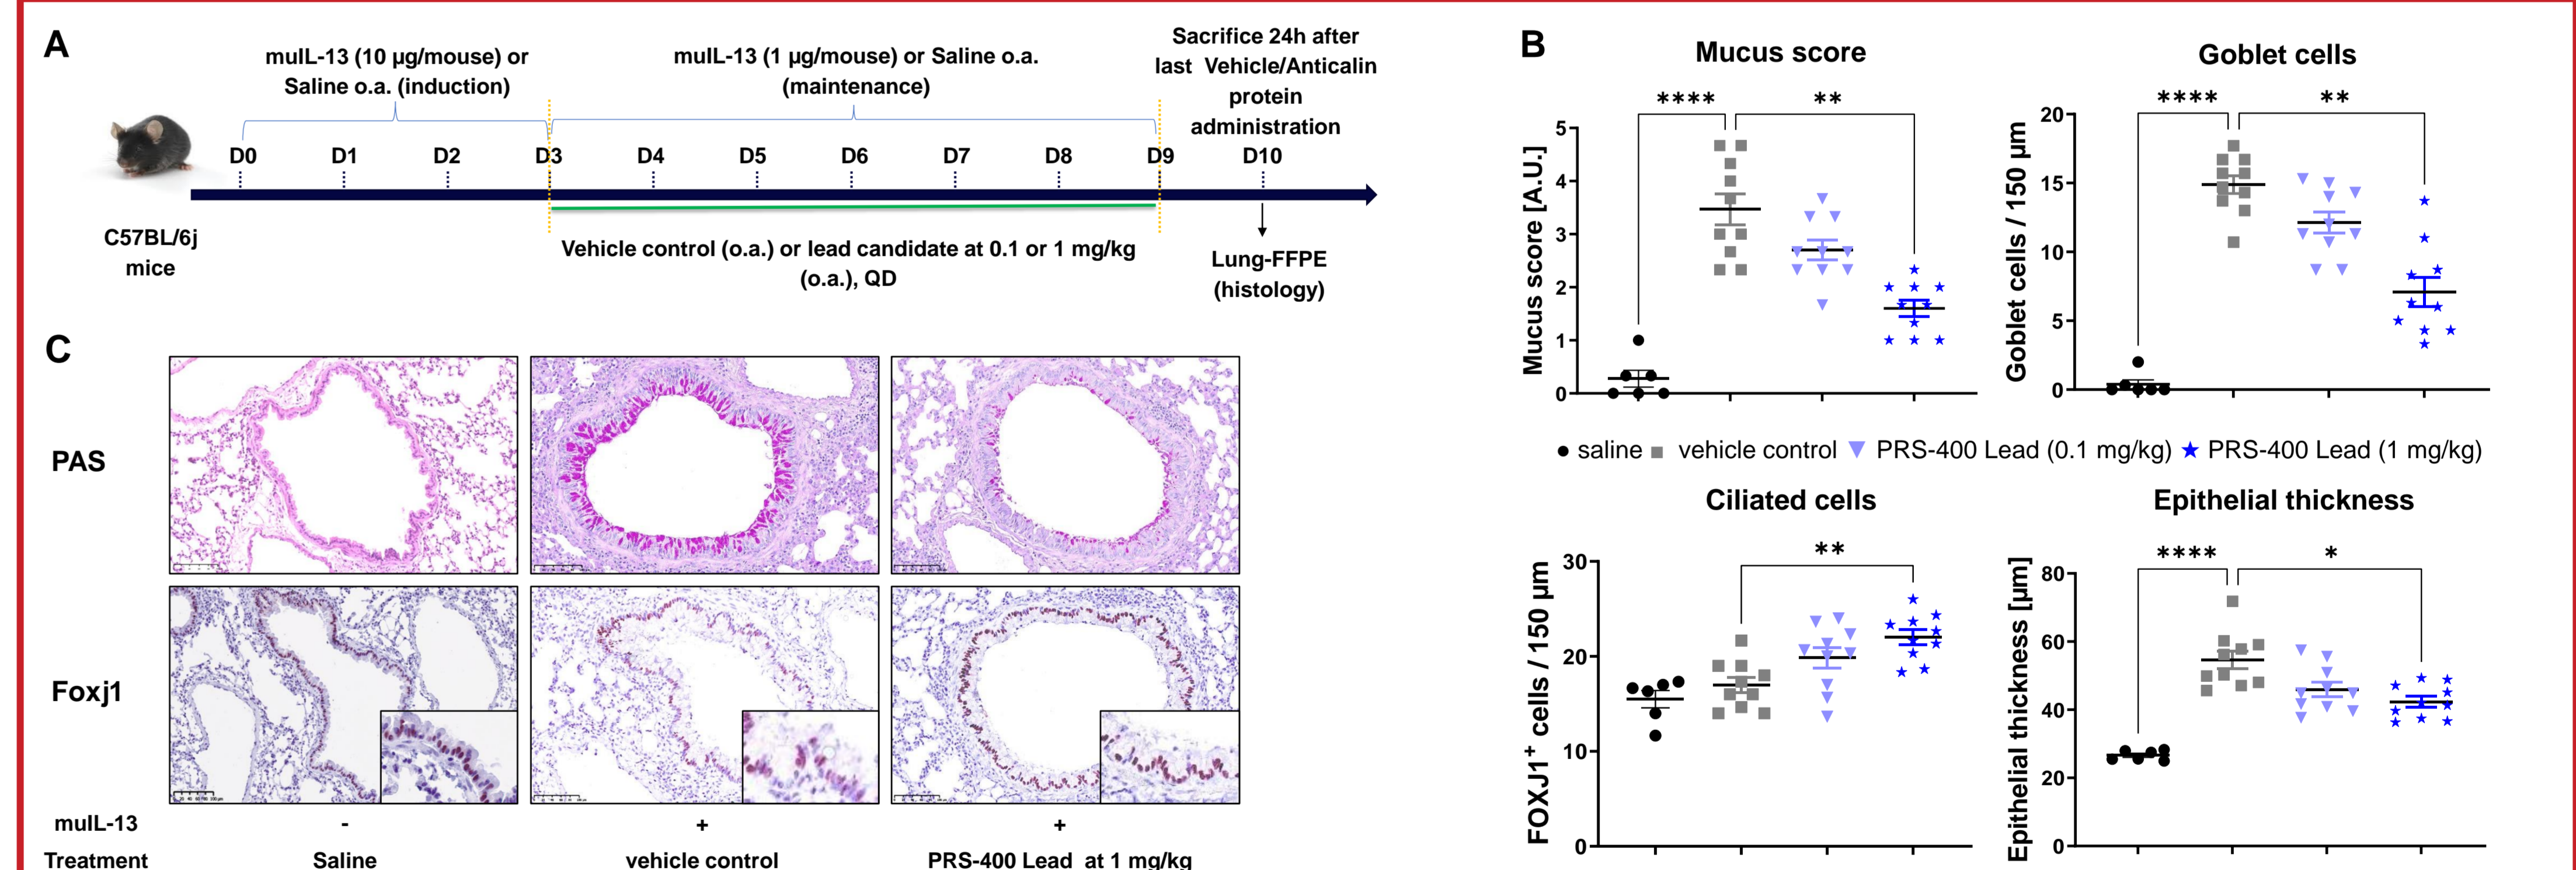 A
muIL-13 (10 µg/mouse) or
Saline o.a. (induction)
muIL-13 (1 µg/mouse) or Saline o.a.
(maintenance)
Sacrifice 24h after
last Vehicle/Anticalin
protein
administration
D0 D1 D2 D3 D4 D5 D6 D7 D8 D9 D10
C57BL/6j
mice
Vehicle control (o.a.) or lead candidate at 0.1 or 1 mg/kg
(o.a.), QD
Lung-FFPE
(histology)
B
Mucus score
**** **
Mucus score [A.U.]
5
4
3
2
1
0
Goblet cells
**** **
Goblet cells / 150 µm
20
15
10
5
0
saline vehicle control PRS-400 Lead (0.1 mg/kg) PRS-400 Lead (1 mg/kg)
Ciliated cells
**
FOXJ1+ cells / 150 µm
30
20
10
0
Epithelial thickness
**** *
Epithelial thickness [µm]
80
60
40
20
0
C
PAS
Foxj1
muIL-13 - + +
Treatment Saline vehicle control PRS-400 Lead at 1 mg/kg